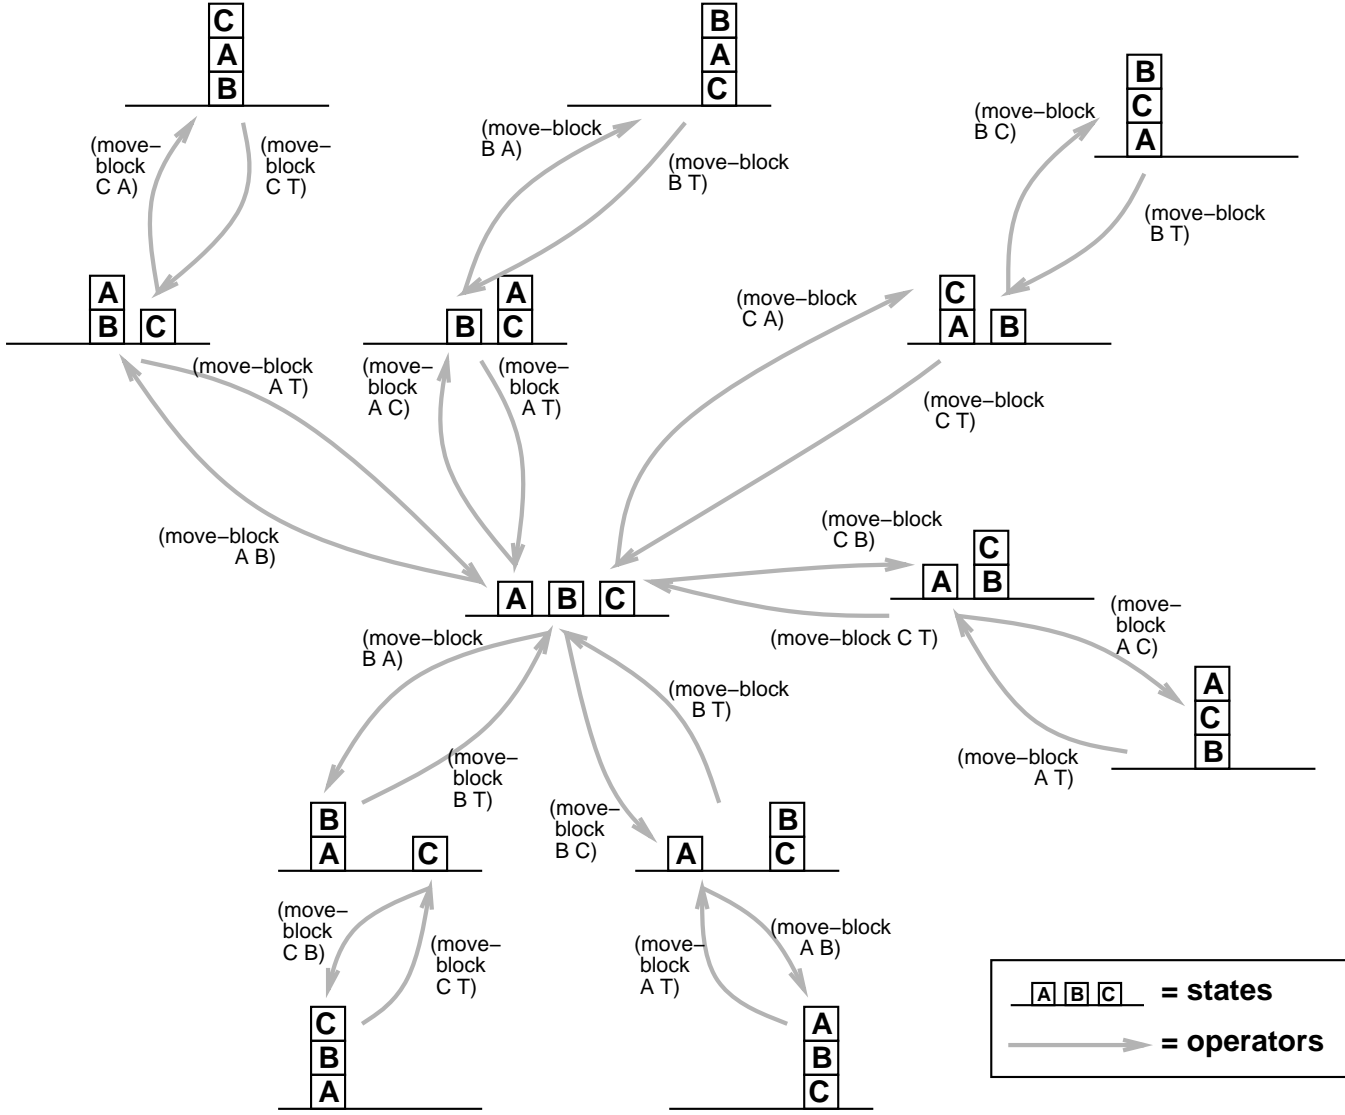 C
A
B
B
A
C
B
C
A
(move–
block
C A)
(move–
block
C T)
(move–block
B A)
(move–block
B T)
(move–block
B C)
(move–block
B T)
A
B C
A
B C
C
A B
(move–block
A T)
(move–
block
A C)
(move–
block
A T)
(move–block
C A)
(move–block
C T)
(move–block
A B)
(move–block
C B)
A B C
C
A B
(move–block C T)
(move–
block
A C)
(move–block
B A)
(move–block
B T)
A
C
B
(move–block
A T)
(move–
block
B T)
(move–
block
B C)
B
A C
B
A C
(move–
block
C B)
(move–
block
C T)
(move–
block
A T)
(move–block
A B)
C
B
A
A
B
C
A B C = states
= operators